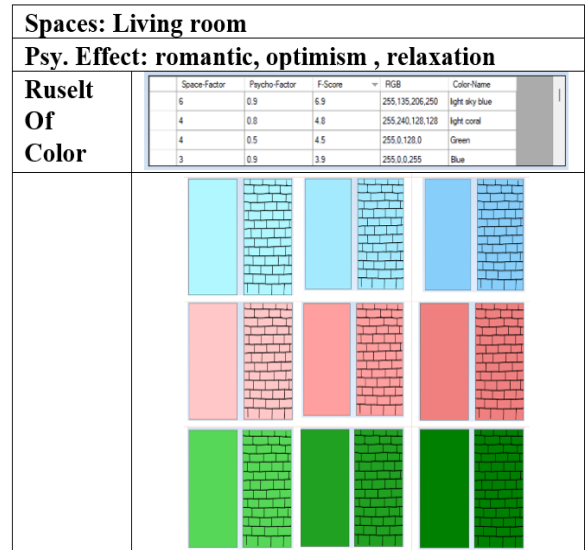 Spaces: Living room
Psy. Effect: romantic, optimism , relaxation
Ruselt
Of
Color
Space-Factor Psycho-Factor F-Score RGB Color-Name
6 0.9 6.9 255,135,206,250 light sky blue
4 0.8 4.8 255,240,128,128 light coral
4 0.5 4.5 255,0,128,0 Green
3 0.9 3.9 255,0,0,255 Blue